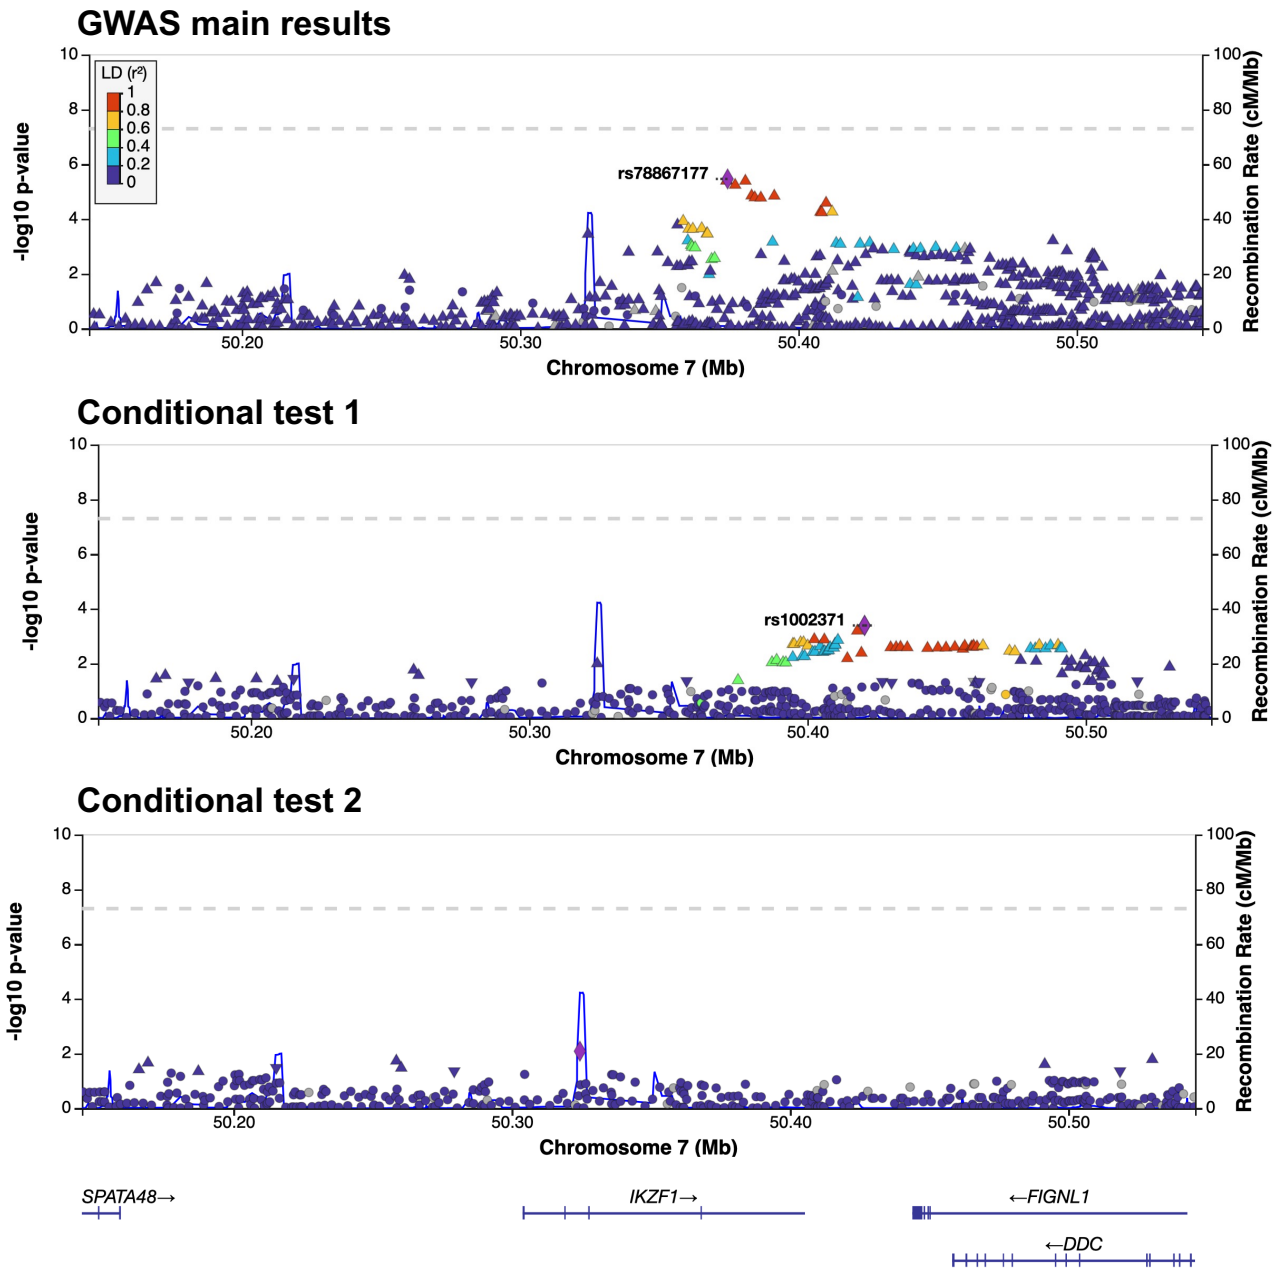 GWAS main results
10
8
6
4
2
0
-log10 p-value
LD (r²)
1
0.8
0.6
0.4
0.2
0
rs78867177
100
80
60
40
20
0
Recombination Rate (cM/Mb)
50.20 50.30 50.40 50.50
Chromosome 7 (Mb)
Conditional test 1
10
8
6
4
2
0
-log10 p-value
rs1002371
100
80
60
40
20
0
Recombination Rate (cM/Mb)
50.20 50.30 50.40 50.50
Chromosome 7 (Mb)
Conditional test 2
10
8
6
4
2
0
-log10 p-value
100
80
60
40
20
0
Recombination Rate (cM/Mb)
50.20 50.30 50.40 50.50
Chromosome 7 (Mb)
SPATA48→ IKZF1→ ←FIGNL1
←DDC